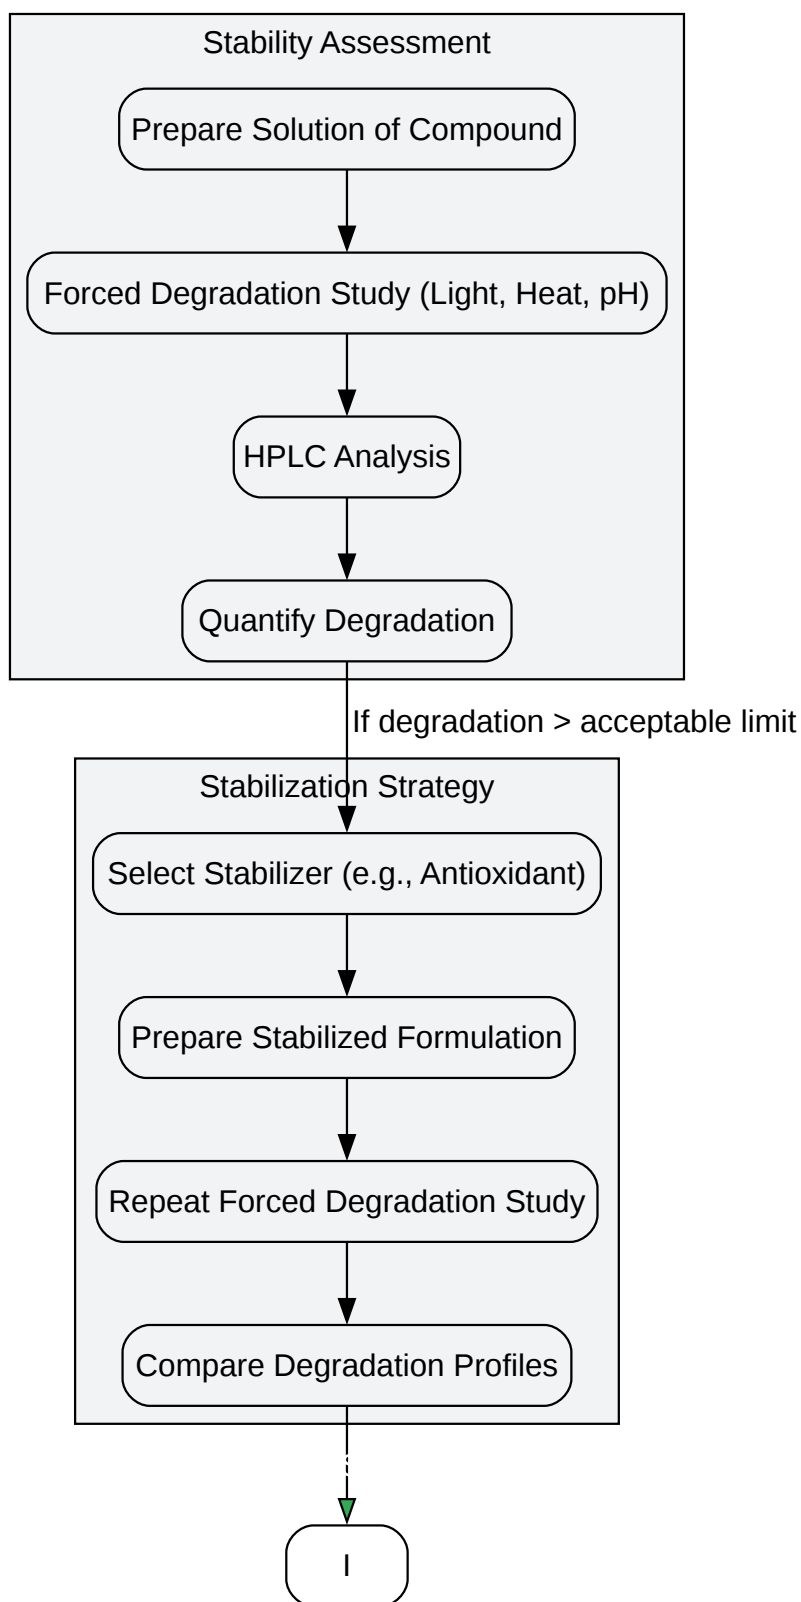 Stability Assessment
Prepare Solution of Compound
Forced Degradation Study (Light, Heat, pH)
HPLC Analysis
Quantify Degradation
If degradation > acceptable limit
Stabilization Strategy
Select Stabilizer (e.g., Antioxidant)
Prepare Stabilized Formulation
Repeat Forced Degradation Study
Compare Degradation Profiles
I